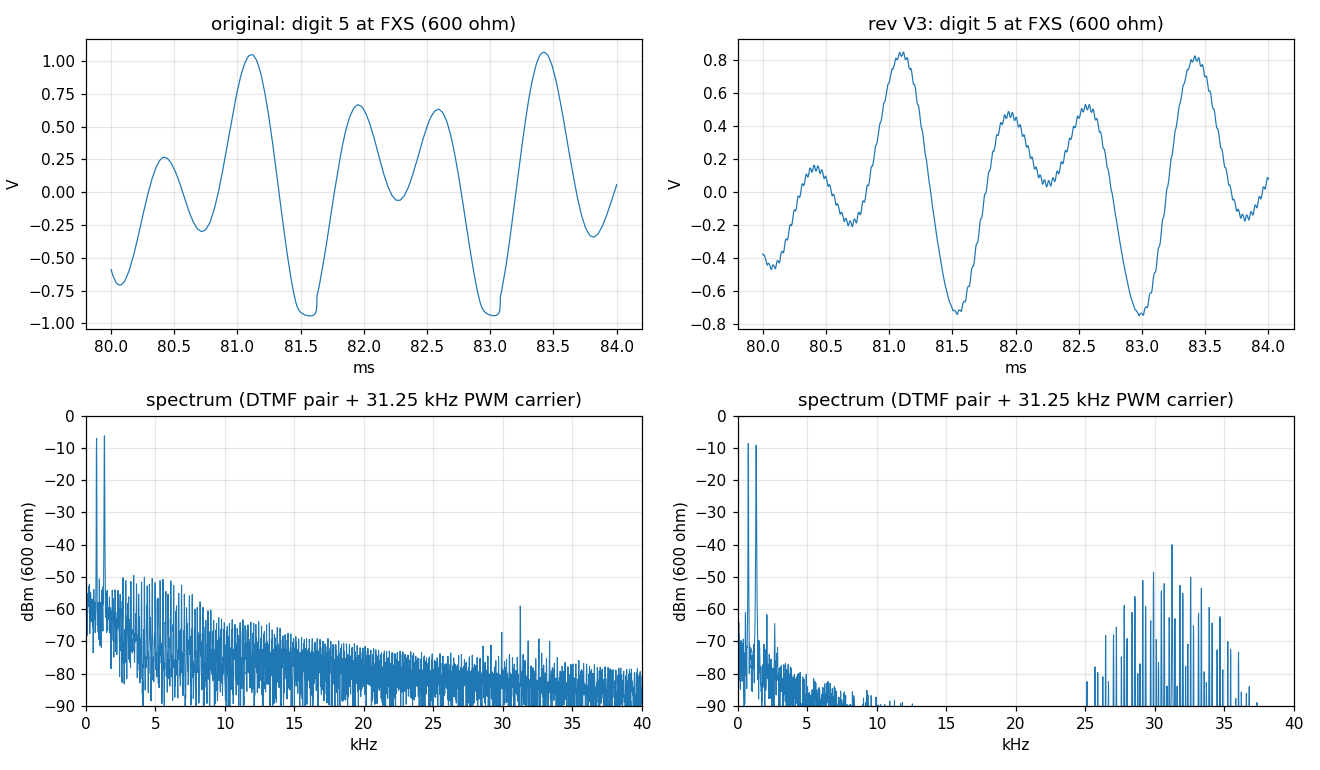 original: digit 5 at FXS (600 ohm)
V
1.00
0.75
0.50
0.25
0.00
−0.25
−0.50
−0.75
−1.00
80.0 80.5 81.0 81.5 82.0 82.5 83.0 83.5 84.0
ms
rev V3: digit 5 at FXS (600 ohm)
V
0.8
0.6
0.4
0.2
0.0
−0.2
−0.4
−0.6
−0.8
80.0 80.5 81.0 81.5 82.0 82.5 83.0 83.5 84.0
ms
spectrum (DTMF pair + 31.25 kHz PWM carrier)
dBm (600 ohm)
0
−10
−20
−30
−40
−50
−60
−70
−80
−90
0 5 10 15 20 25 30 35 40
kHz
spectrum (DTMF pair + 31.25 kHz PWM carrier)
dBm (600 ohm)
0
−10
−20
−30
−40
−50
−60
−70
−80
−90
0 5 10 15 20 25 30 35 40
kHz